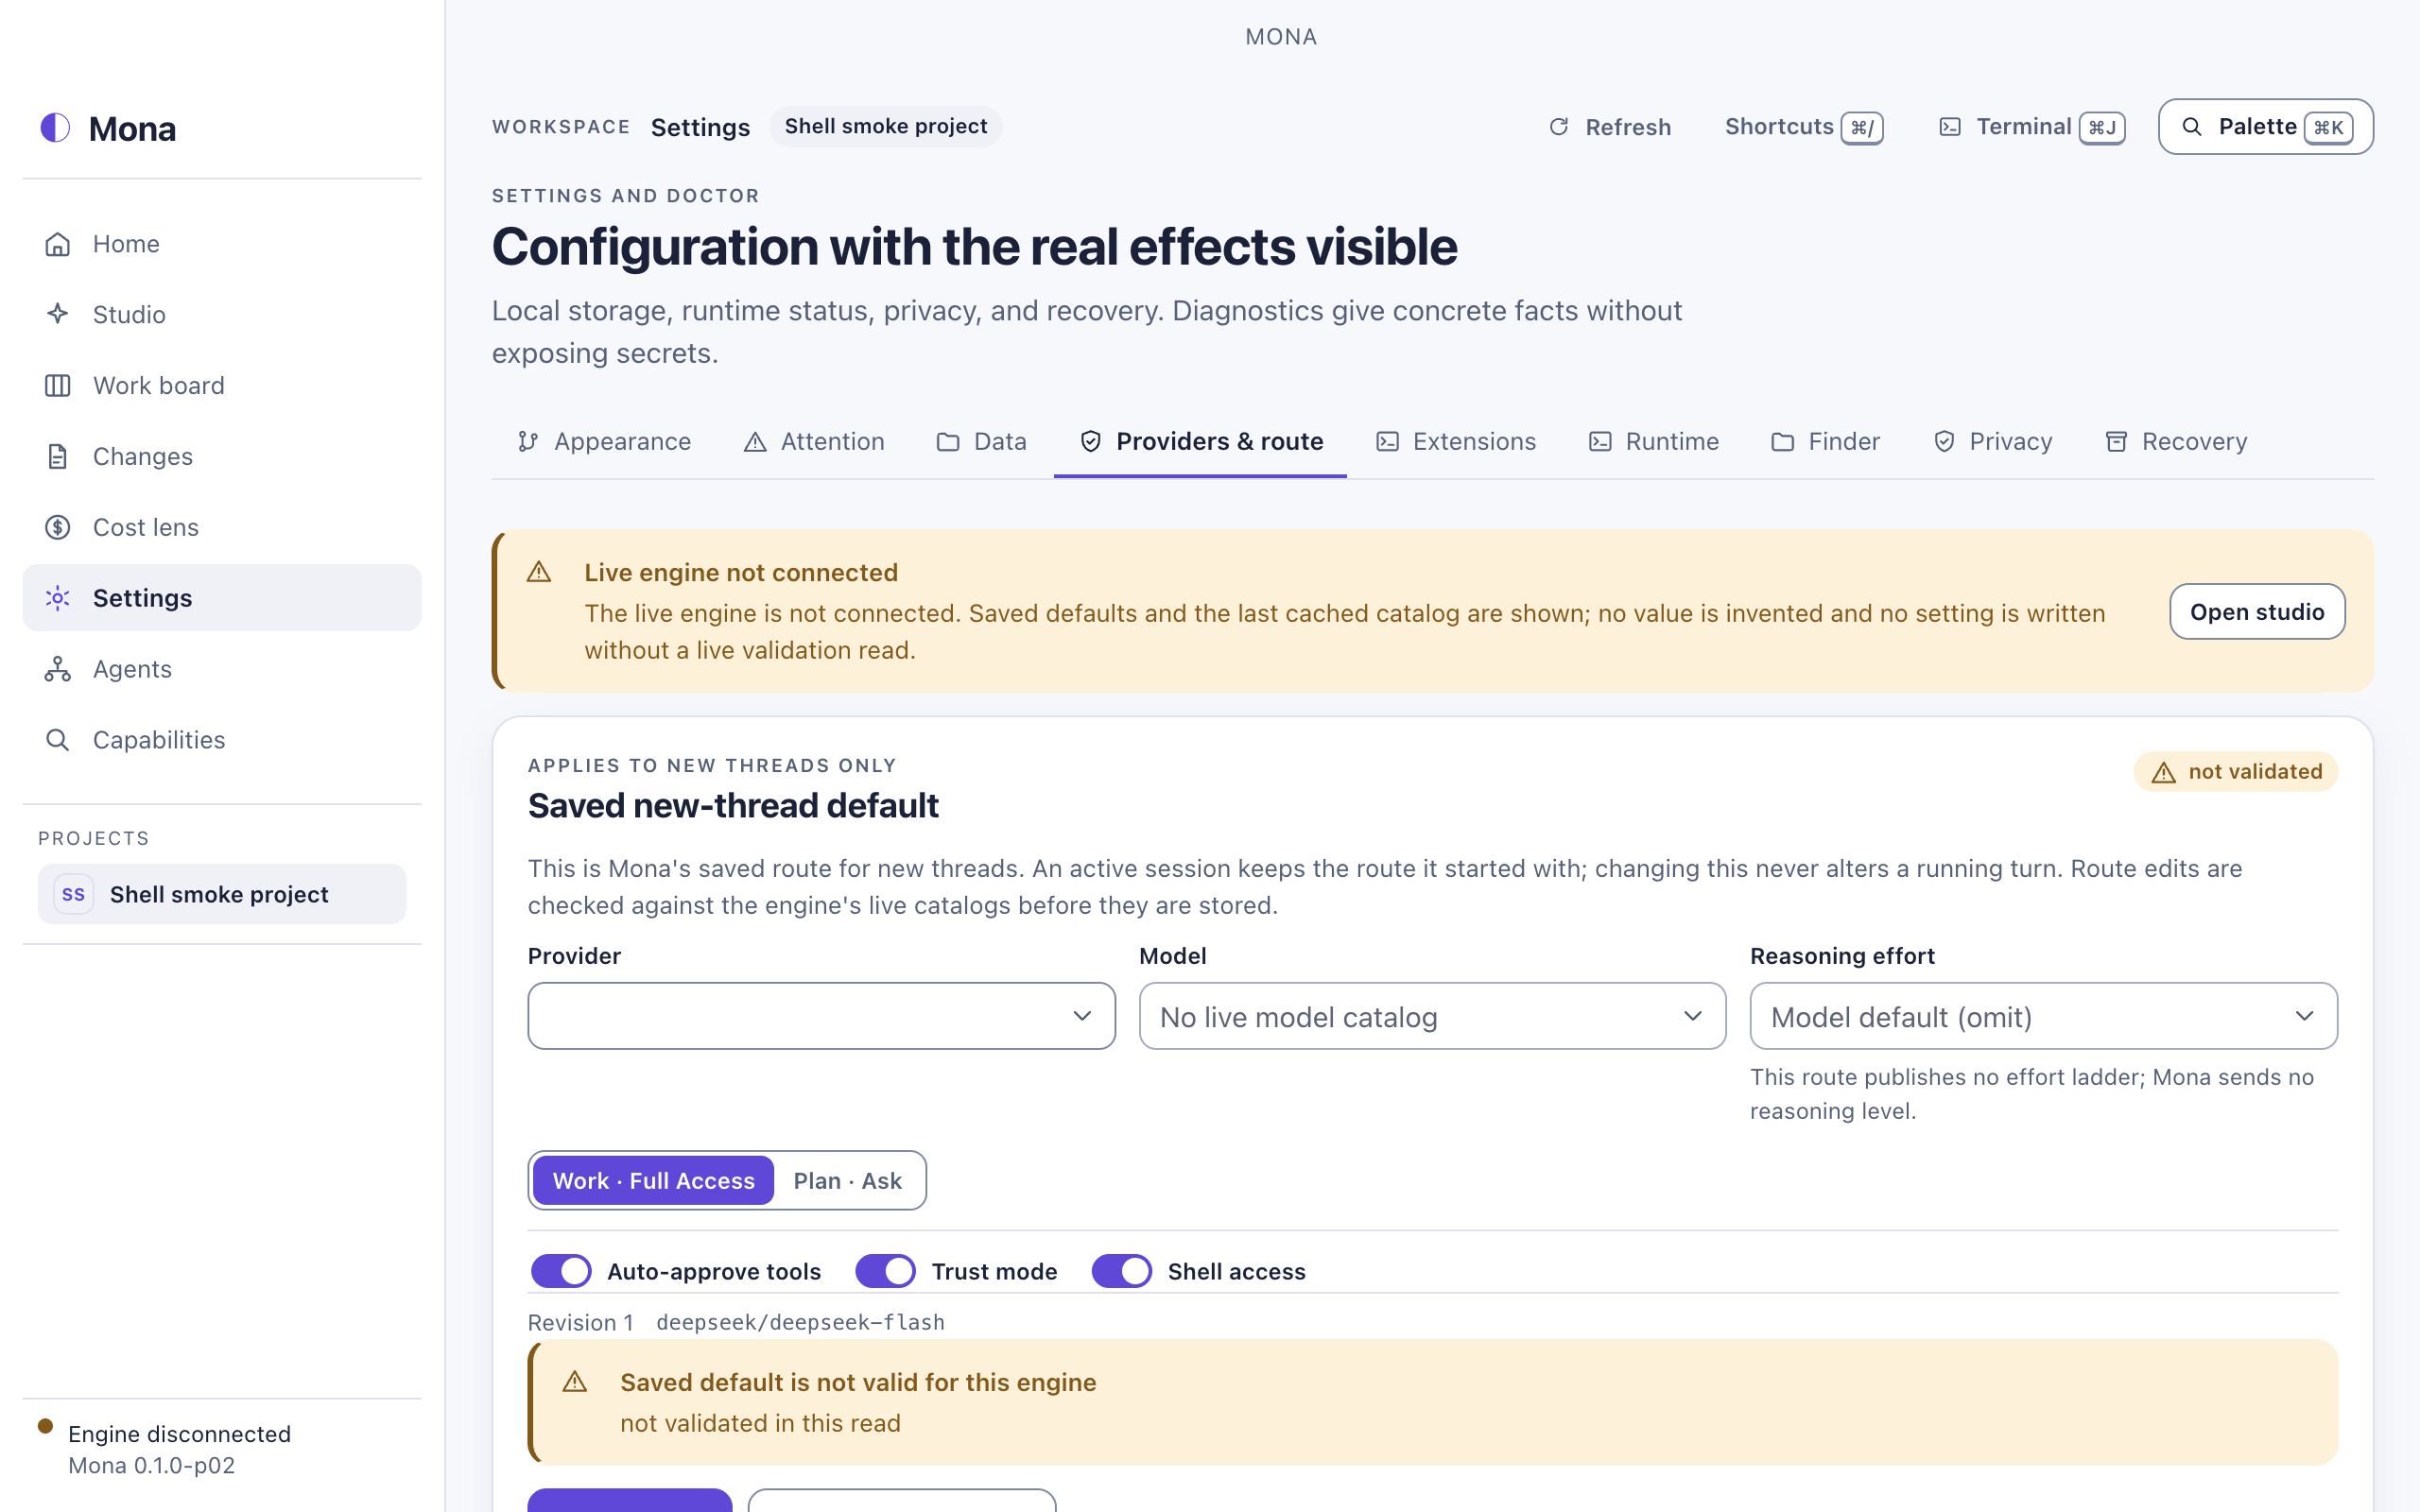 MONA
Mona
Home
Studio
Work board
Changes
Cost lens
Settings
Agents
Capabilities
PROJECTS
SS Shell smoke project
Engine disconnected
Mona 0.1.0-p02
WORKSPACE Settings Shell smoke project Refresh Shortcuts ⌘/ Terminal ⌘J Palette ⌘K
SETTINGS AND DOCTOR
Configuration with the real effects visible
Local storage, runtime status, privacy, and recovery. Diagnostics give concrete facts without
exposing secrets.
Appearance Attention Data Providers & route Extensions Runtime Finder Privacy Recovery
Live engine not connected
The live engine is not connected. Saved defaults and the last cached catalog are shown; no value is invented and no setting is written
without a live validation read.
Open studio
APPLIES TO NEW THREADS ONLY
not validated
Saved new-thread default
This is Mona's saved route for new threads. An active session keeps the route it started with; changing this never alters a running turn. Route edits are
checked against the engine's live catalogs before they are stored.
Provider Model Reasoning effort
No live model catalog Model default (omit)
This route publishes no effort ladder; Mona sends no
reasoning level.
Work · Full Access Plan · Ask
Auto-approve tools Trust mode Shell access
Revision 1 deepseek/deepseek-flash
Saved default is not valid for this engine
not validated in this read